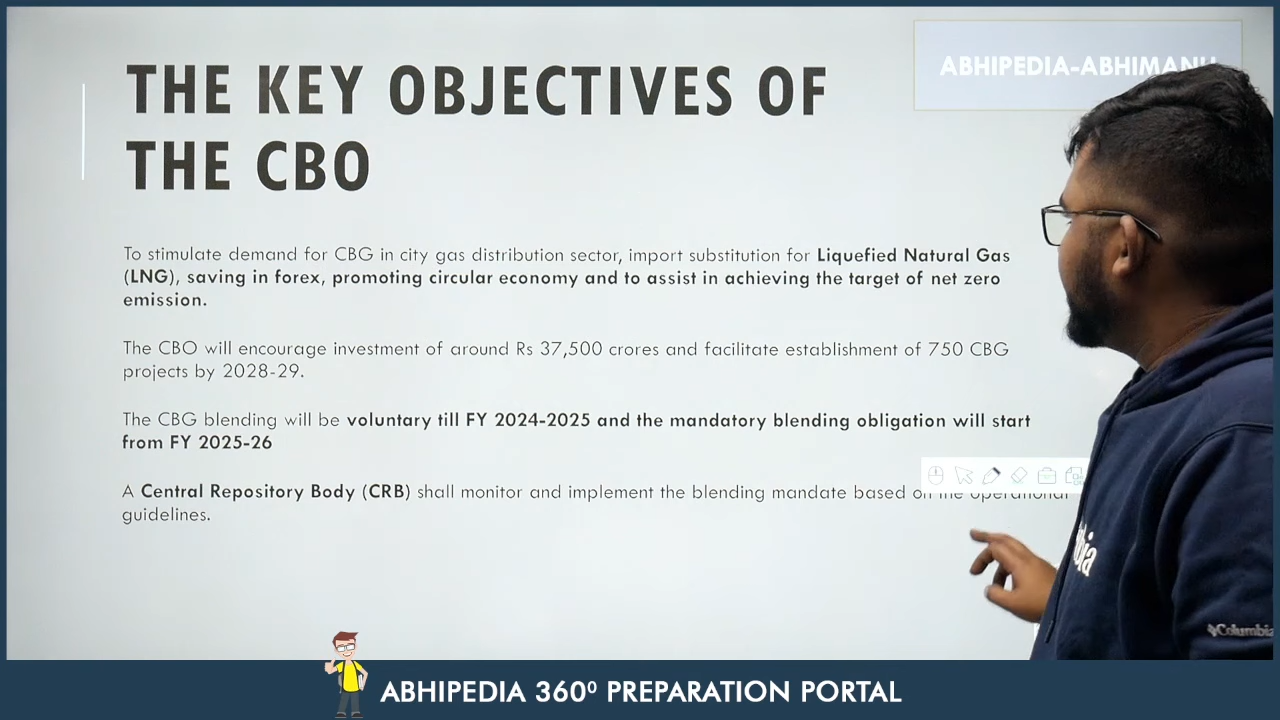 THE KEY OBJECTIVES OF
THE CBO
ABHIPEDIA-ABHIMANU
To stimulate demand for CBG in city gas distribution sector, import substitution for Liquefied Natural Gas
(LNG), saving in forex, promoting circular economy and to assist in achieving the target of net zero
emission.
The CBO will encourage investment of around Rs 37,500 crores and facilitate establishment of 750 CBG
projects by 2028-29.
The CBG blending will be voluntary till FY 2024-2025 and the mandatory blending obligation will start
from FY 2025-26
A Central Repository Body (CRB) shall monitor and implement the blending mandate based on the operational
guidelines.
Columbia
ABHIPEDIA 360⁰ PREPARATION PORTAL